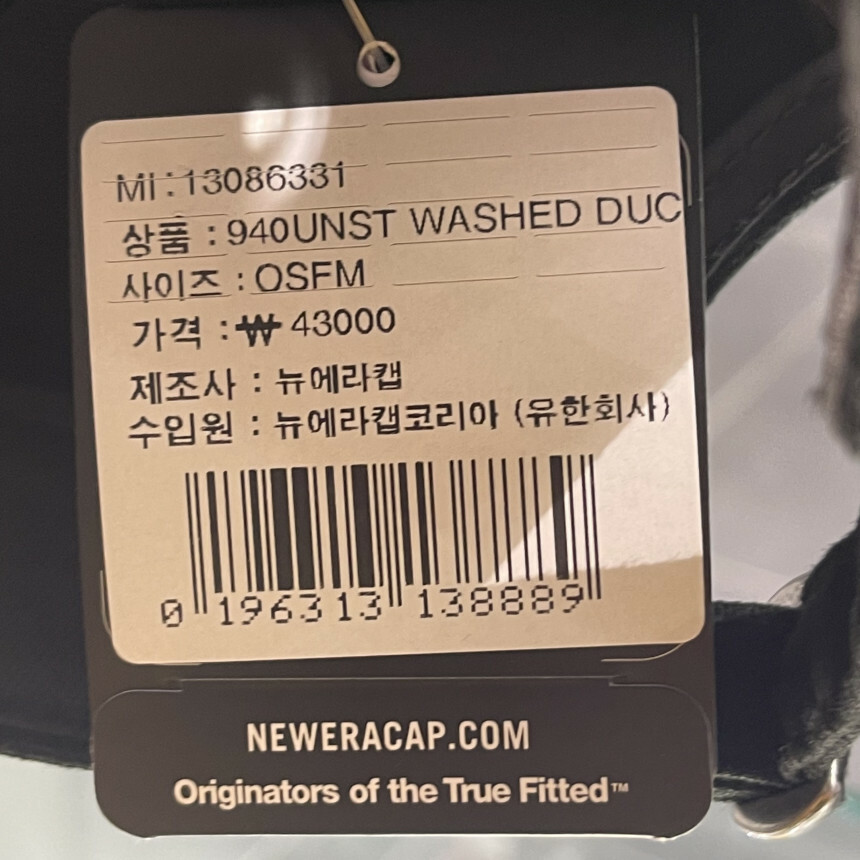 MI:13086331
상품 : 940UNST WASHED DUC
사이즈 : OSFM
가격 : ₩ 43000
제조사 : 뉴에라캡
수입원 : 뉴에라캡코리아 (유한회사)
0 196313 138889
NEWERACAP.COM
Originators of the True Fitted™